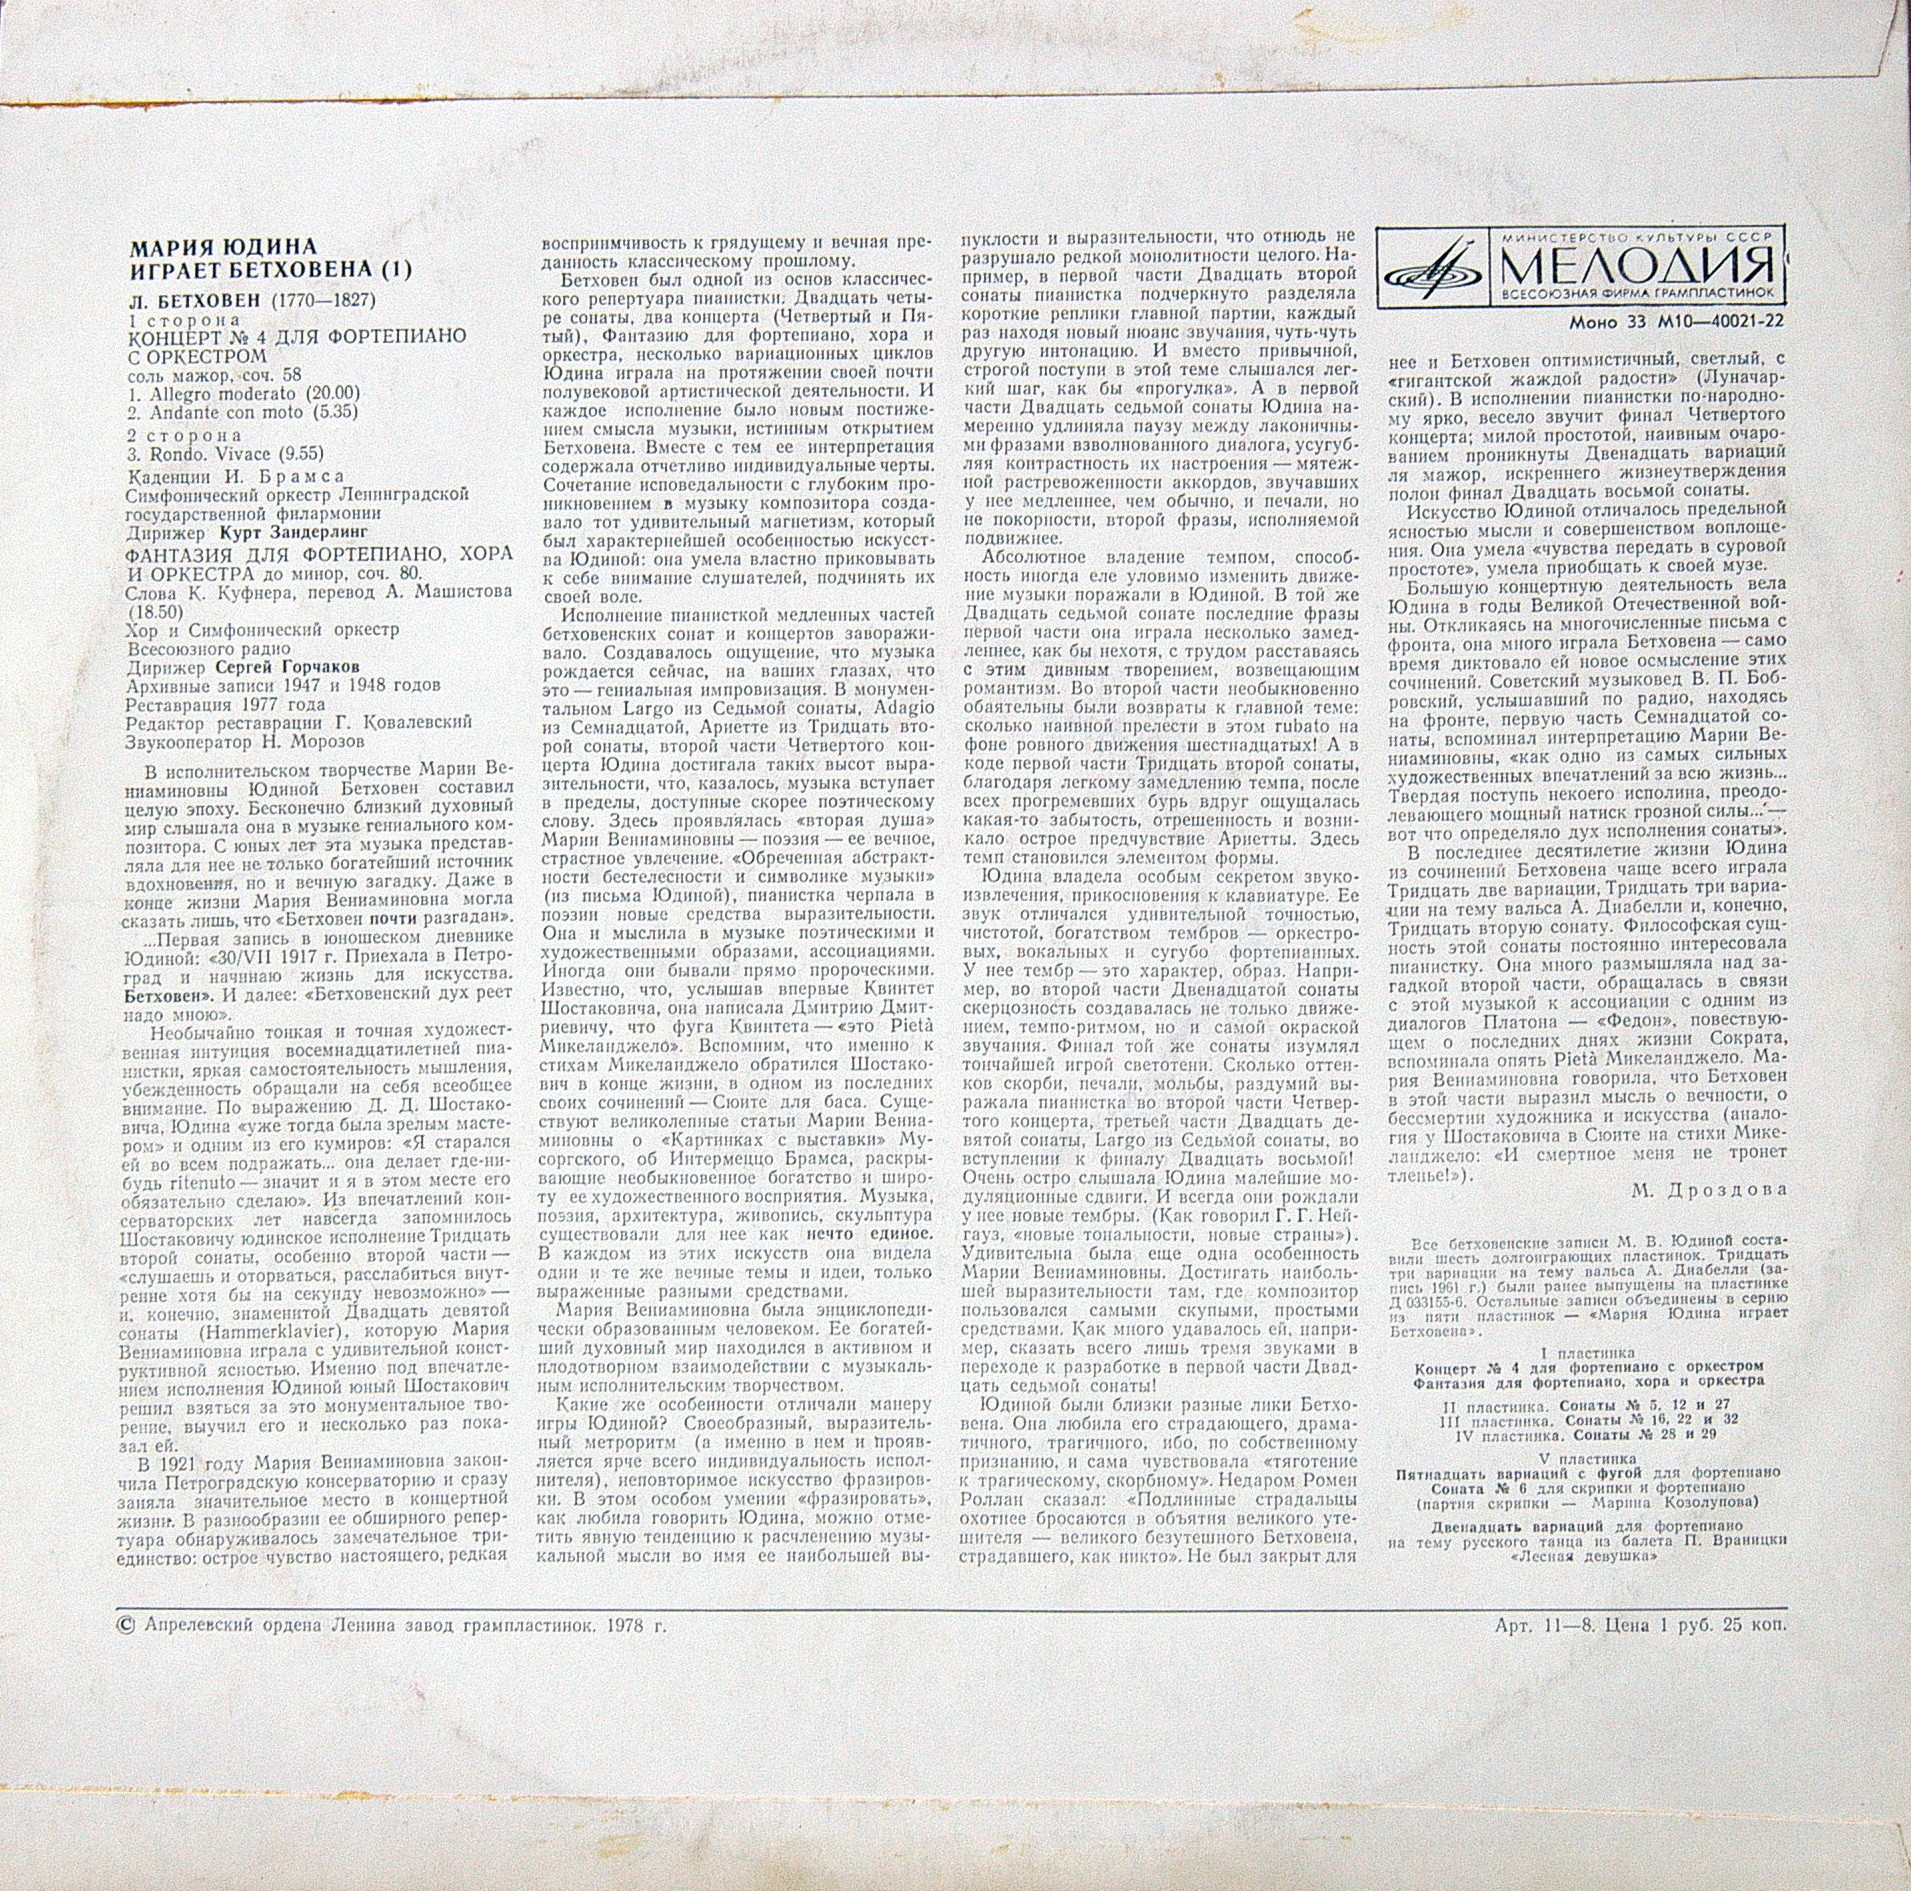 МАРИЯ ЮДИНА
ИГРАЕТ БЕТХОВЕНА (1)
Л. БЕТХОВЕН (1770—1827)
1 сторона
КОНЦЕРТ № 4 ДЛЯ ФОРТЕПИАНО
С ОРКЕСТРОМ
соль мажор, соч. 58
1. Allegro moderato (20.00)
2. Andante con moto (5.35)
2 сторона
3. Rondo. Vivace (9.55)
Каденции И. Брамса
Симфонический оркестр Ленинградской
государственной филармонии
Дирижер Курт Зандерлинг
ФАНТАЗИЯ ДЛЯ ФОРТЕПИАНО, ХОРА
И ОРКЕСТРА до минор, соч. 80.
Слова К. Куфнера, перевод А. Машистова
(18.50)
Хор и Симфонический оркестр
Всесоюзного радио
Дирижер Сергей Горчаков
Архивные записи 1947 и 1948 годов
Реставрация 1977 года
Редактор реставрации Г. Ковалевский
Звукооператор Н. Морозов
В исполнительском творчестве Марии Ве-
ниаминовны Юдиной Бетховен составил
целую эпоху. Бесконечно близкий духовный
мир слышала она в музыке гениального ком-
позитора. С юных лет эта музыка представ-
ляла для нее не только богатейший источник
вдохновения, но и вечную загадку. Даже в
конце жизни Мария Вениаминовна могла
сказать лишь, что «Бетховен почти разгадан».
...Первая запись в юношеском дневнике
Юдиной: «30/VII 1917 г. Приехала в Петро-
град и начинаю жизнь для искусства.
Бетховен». И далее: «Бетховенский дух реет
надо мною».
Необычайно тонкая и точная художест-
венная интуиция восемнадцатилетней пиа-
нистки, яркая самостоятельность мышления,
убежденность обращали на себя всеобщее
внимание. По выражению Д. Д. Шостако-
вича, Юдина «уже тогда была зрелым масте-
ром» и одним из его кумиров: «Я старался
ей во всем подражать... она делает где-ни-
будь ritenuto — значит и я в этом месте его
обязательно сделаю». Из впечатлений кон-
серваторских лет навсегда запомнилось
Шостаковичу юдинское исполнение Тридцать
второй сонаты, особенно второй части —
«слушаешь и оторваться, расслабиться внут-
ренне хотя бы на секунду невозможно» —
и, конечно, знаменитой Двадцать девятой
сонаты (Hammerklavier), которую Мария
Вениаминовна играла с удивительной конст-
руктивной ясностью. Именно под впечатле-
нием исполнения Юдиной юный Шостакович
решил взяться за это монументальное тво-
рение, выучил его и несколько раз пока-
зал ей.
В 1921 году Мария Вениаминовна закон-
чила Петроградскую консерваторию и сразу
заняла значительное место в концертной
жизни. В разнообразии ее обширного репер-
туара обнаруживалось замечательное три-
единство: острое чувство настоящего, редкая
восприимчивость к грядущему и вечная пре-
данность классическому прошлому.
Бетховен был одной из основ классичес-
кого репертуара пианистки. Двадцать четы-
ре сонаты, два концерта (Четвертый и Пя-
тый), Фантазию для фортепиано, хора и
оркестра, несколько вариационных циклов
Юдина играла на протяжении своей почти
полувековой артистической деятельности. И
каждое исполнение было новым постиже-
нием смысла музыки, истинным открытием
Бетховена. Вместе с тем ее интерпретация
содержала отчетливо индивидуальные черты.
Сочетание исповедальности с глубоким про-
никновением в музыку композитора созда-
вало тот удивительный магнетизм, который
был характернейшей особенностью искусст-
ва Юдиной: она умела властно приковывать
к себе внимание слушателей, подчинять их
своей воле.
Исполнение пианисткой медленных частей
бетховенских сонат и концертов заворажи-
вало. Создавалось ощущение, что музыка
рождается сейчас, на ваших глазах, что
это — гениальная импровизация. В монумен-
тальном Largo из Седьмой сонаты, Adagio
из Семнадцатой, Ариетте из Тридцать вто-
рой сонаты, второй части Четвертого кон-
церта Юдина достигала таких высот выра-
зительности, что, казалось, музыка вступает
в пределы, доступные скорее поэтическому
слову. Здесь проявлялась «вторая душа»
Марии Вениаминовны — поэзия — ее вечное,
страстное увлечение. «Обреченная абстракт-
ности бестелесности и символике музыки»
(из письма Юдиной), пианистка черпала в
поэзии новые средства выразительности.
Она и мыслила в музыке поэтическими и
художественными образами, ассоциациями.
Иногда они бывали прямо пророческими.
Известно, что, услышав впервые Квинтет
Шостаковича, она написала Дмитрию Дмит-
риевичу, что фуга Квинтета — «это Pietà
Микеланджело». Вспомним, что именно к
стихам Микеланджело обратился Шостако-
вич в конце жизни, в одном из последних
своих сочинений — Сюите для баса. Суще-
ствуют великолепные статьи Марии Вениа-
миновны о «Картинках с выставки» Му-
соргского, об Интермеццо Брамса, раскры-
вающие необыкновенное богатство и широ-
ту ее художественного восприятия. Музыка,
поэзия, архитектура, живопись, скульптура
существовали для нее как нечто единое.
В каждом из этих искусств она видела
одни и те же вечные темы и идеи, только
выраженные разными средствами.
Мария Вениаминовна была энциклопеди-
чески образованным человеком. Ее богатей-
ший духовный мир находился в активном и
плодотворном взаимодействии с музыкаль-
ным исполнительским творчеством.
Какие же особенности отличали манеру
игры Юдиной? Своеобразный, выразитель-
ный метроритм (а именно в нем и прояв-
ляется ярче всего индивидуальность испол-
нителя), неповторимое искусство фразиров-
ки. В этом особом умении «фразировать»,
как любила говорить Юдина, можно отме-
тить явную тенденцию к расчленению музы-
кальной мысли во имя ее наибольшей вы-
пуклости и выразительности, что отнюдь не
разрушало редкой монолитности целого. На-
пример, в первой части Двадцать второй
сонаты пианистка подчеркнуто разделяла
короткие реплики главной партии, каждый
раз находя новый нюанс звучания, чуть-чуть
другую интонацию. И вместо привычной,
строгой поступи в этой теме слышался лег-
кий шаг, как бы «прогулка». А в первой
части Двадцать седьмой сонаты Юдина на-
меренно удлиняла паузу между лаконичны-
ми фразами взволнованного диалога, усугуб-
ляя контрастность их настроения — мятеж-
ной растревоженности аккордов, звучавших
у нее медленнее, чем обычно, и печали, но
не покорности, второй фразы, исполняемой
подвижнее.
Абсолютное владение темпом, способ-
ность иногда еле уловимо изменить движе-
ние музыки поражали в Юдиной. В той же
Двадцать седьмой сонате последние фразы
первой части она играла несколько замед-
леннее, как бы нехотя, с трудом расставаясь
с этим дивным творением, возвещающим
романтизм. Во второй части необыкновенно
обаятельны были возвраты к главной теме:
сколько наивной прелести в этом rubato на
фоне ровного движения шестнадцатых! А в
коде первой части Тридцать второй сонаты,
благодаря легкому замедлению темпа, после
всех прогремевших бурь вдруг ощущалась
какая-то забытость, отрешенность и возни-
кало острое предчувствие Ариетты. Здесь
темп становился элементом формы.
Юдина владела особым секретом звуко-
извлечения, прикосновения к клавиатуре. Ее
звук отличался удивительной точностью,
чистотой, богатством тембров — оркестро-
вых, вокальных и сугубо фортепианных.
У нее тембр — это характер, образ. Напри-
мер, во второй части Двенадцатой сонаты
скерцозность создавалась не только движе-
нием, темпо-ритмом, но и самой окраской
звучания. Финал той же сонаты изумлял
тончайшей игрой светотени. Сколько оттен-
ков скорби, печали, мольбы, раздумий вы-
ражала пианистка во второй части Четвер-
того концерта, третьей части Двадцать де-
вятой сонаты, Largo из Седьмой сонаты, во
вступлении к финалу Двадцать восьмой!
Очень остро слышала Юдина малейшие мо-
дуляционные сдвиги. И всегда они рождали
у нее новые тембры. (Как говорил Г. Г. Ней-
гауз, «новые тональности, новые страны»).
Удивительна была еще одна особенность
Марии Вениаминовны. Достигать наиболь-
шей выразительности там, где композитор
пользовался самыми скупыми, простыми
средствами. Как много удавалось ей, напри-
мер, сказать всего лишь тремя звуками в
переходе к разработке в первой части Двад-
цать седьмой сонаты!
Юдиной были близки разные лики Бетхо-
вена. Она любила его страдающего, драма-
тичного, трагичного, ибо, по собственному
признанию, и сама чувствовала «тяготение
к трагическому, скорбному». Недаром Ромен
Роллан сказал: «Подлинные страдальцы
охотнее бросаются в объятия великого уте-
шителя — великого безутешного Бетховена,
страдавшего, как никто». Не был закрыт для
МИНИСТЕРСТВО КУЛЬТУРЫ СССР
МЕЛОДИЯ
ВСЕСОЮЗНАЯ ФИРМА ГРАМПЛАСТИНОК
Моно 33 М10—40021-22
нее и Бетховен оптимистичный, светлый, с
«гигантской жаждой радости» (Луначар-
ский). В исполнении пианистки по-народно-
му ярко, весело звучит финал Четвертого
концерта; милой простотой, наивным очаро-
ванием проникнуты Двенадцать вариаций
ля мажор, искреннего жизнеутверждения
полон финал Двадцать восьмой сонаты.
Искусство Юдиной отличалось предельной
ясностью мысли и совершенством воплоще-
ния. Она умела «чувства передать в суровой
простоте», умела приобщать к своей музе.
Большую концертную деятельность вела
Юдина в годы Великой Отечественной вой-
ны. Откликаясь на многочисленные письма с
фронта, она много играла Бетховена — само
время диктовало ей новое осмысление этих
сочинений. Советский музыковед В. П. Боб-
ровский, услышавший по радио, находясь
на фронте, первую часть Семнадцатой со-
наты, вспоминал интерпретацию Марии Ве-
ниаминовны, «как одно из самых сильных
художественных впечатлений за всю жизнь...
Твердая поступь некоего исполина, преодо-
левающего мощный натиск грозной силы... —
вот что определяло дух исполнения сонаты».
В последнее десятилетие жизни Юдина
из сочинений Бетховена чаще всего играла
Тридцать две вариации, Тридцать три вариа-
ции на тему вальса А. Диабелли и, конечно,
Тридцать вторую сонату. Философская сущ-
ность этой сонаты постоянно интересовала
пианистку. Она много размышляла над за-
гадкой второй части, обращалась в связи
с этой музыкой к ассоциации с одним из
диалогов Платона — «Федон», повествую-
щем о последних днях жизни Сократа,
вспоминала опять Pietà Микеланджело. Ма-
рия Вениаминовна говорила, что Бетховен
в этой части выразил мысль о вечности, о
бессмертии художника и искусства (анало-
гия у Шостаковича в Сюите на стихи Мике-
ланджело: «И смертное меня не тронет
тленье!»).
М. Дроздова
Все бетховенские записи М. В. Юдиной соста-
вили шесть долгоиграющих пластинок. Тридцать
три вариации на тему вальса А. Диабелли (за-
пись 1961 г.) были ранее выпущены на пластинке
Д 033155-6. Остальные записи объединены в серию
из пяти пластинок — «Мария Юдина играет
Бетховена».
I пластинка
Концерт № 4 для фортепиано с оркестром
Фантазия для фортепиано, хора и оркестра
II пластинка. Сонаты № 5, 12 и 27
III пластинка. Сонаты № 16, 22 и 32
IV пластинка. Сонаты № 28 и 29
V пластинка
Пятнадцать вариаций с фугой для фортепиано
Соната № 6 для скрипки и фортепиано
(партия скрипки — Марина Козолупова)
Двенадцать вариаций для фортепиано
на тему русского танца из балета П. Враницки
«Лесная девушка»
© Апрелевский ордена Ленина завод грампластинок. 1978 г.
Арт. 11—8. Цена 1 руб. 25 коп.